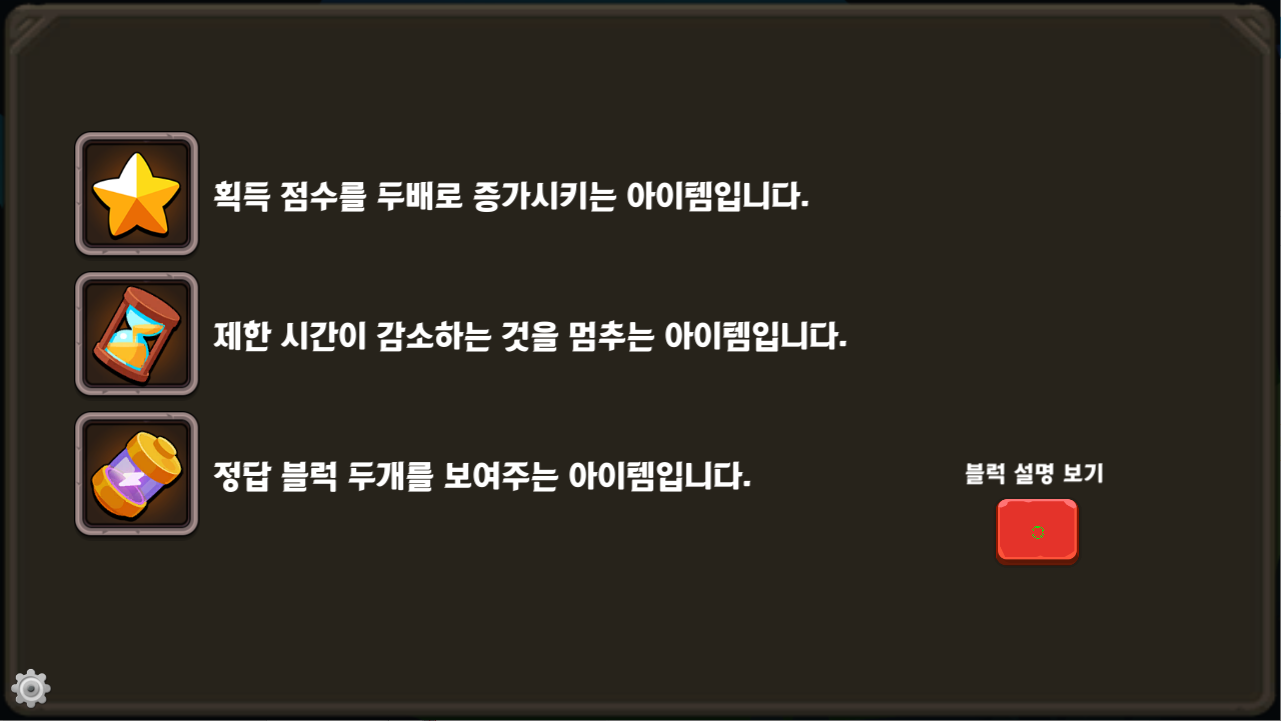 획득 점수를 두배로 증가시키는 아이템입니다.
제한 시간이 감소하는 것을 멈추는 아이템입니다.
정답 블럭 두개를 보여주는 아이템입니다.
블럭 설명 보기